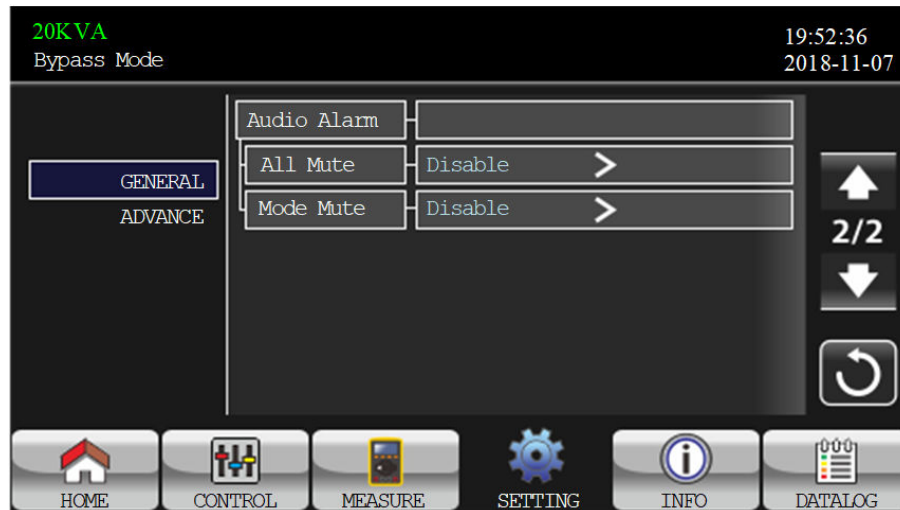 20KVA
Bypass Mode
19:52:36
2018-11-07
GENERAL
ADVANCE
Audio Alarm
All Mute
Disable
Mode Mute
Disable
2/2
HOME
CONTROL
MEASURE
SETTING
INFO
DATALOG